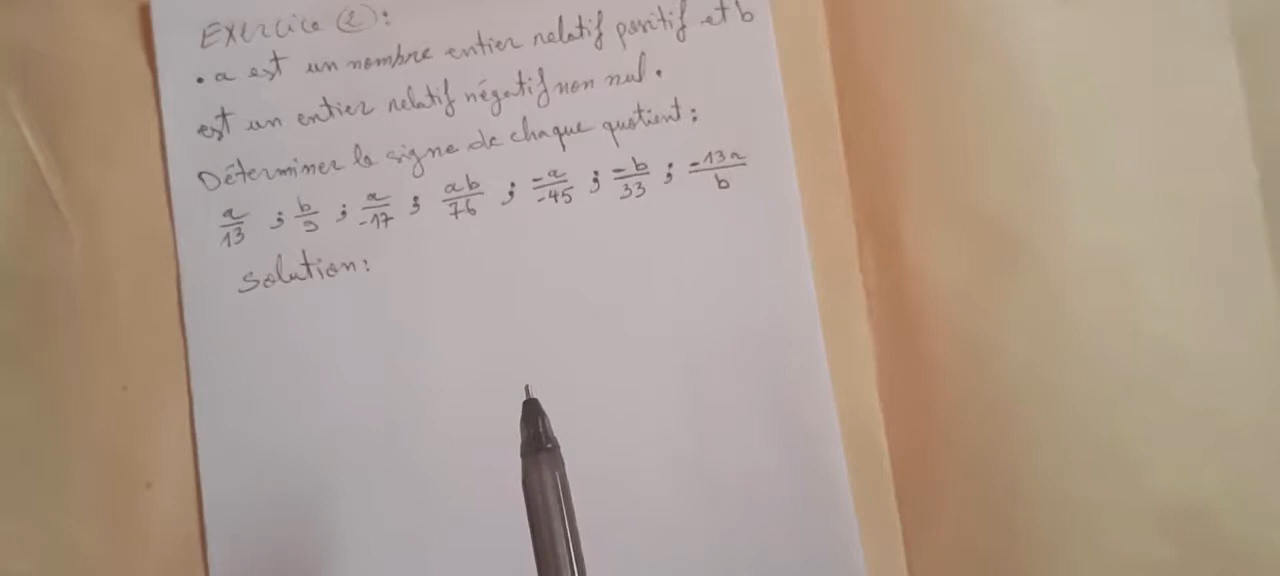 Exercice (2):
• a est un nombre entier relatif positif et b
est un entier relatif négatif non nul.
Déterminer le signe de chaque quotient:
a/13 ; b/9 ; a/-17 ; ab/76 ; -a/-45 ; -b/33 ; -13a/b
Solution: